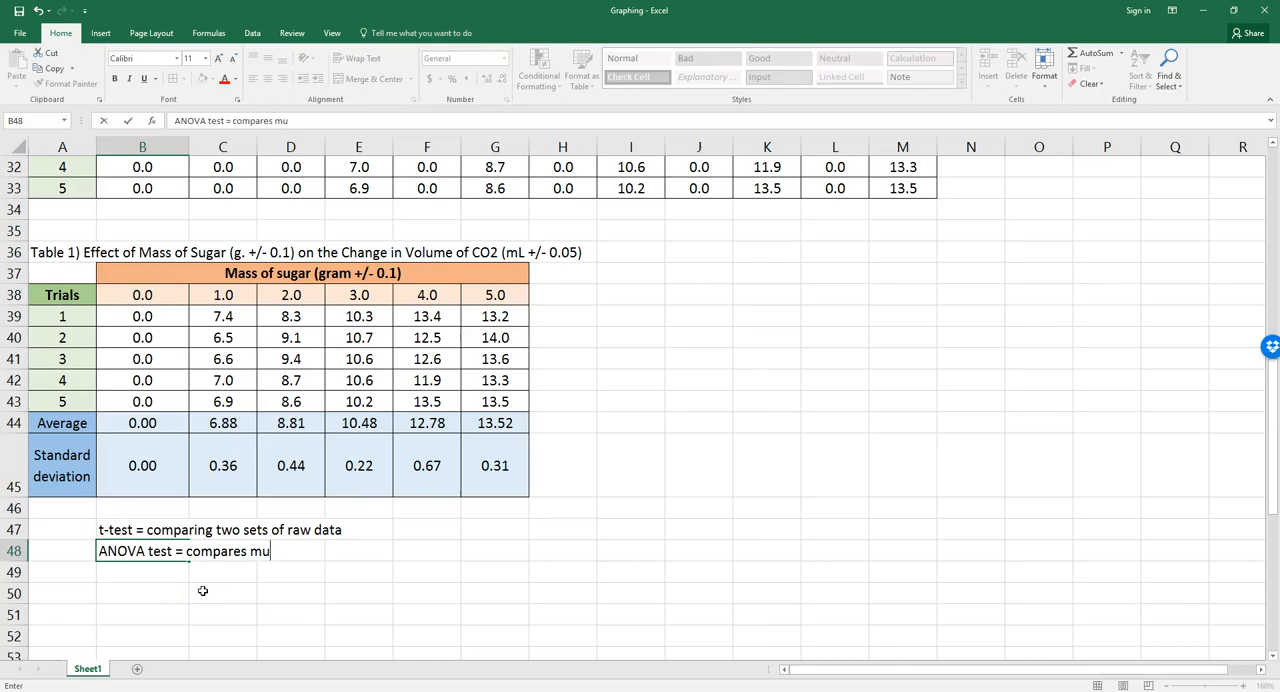 Graphing - Excel
Sign in
File Home Insert Page Layout Formulas Data Review View Tell me what you want to do Share
Paste Cut Copy Format Painter Clipboard
Calibri 11 A A B I U A Font
Wrap Text Merge & Center Alignment
General $ % , Number
Conditional Formatting Format as Table
Normal Bad Good Neutral Calculation
Check Cell Explanatory ... Input Linked Cell Note
Styles
Insert Delete Format Cells
AutoSum Fill Clear Sort & Filter Find & Select Editing
B48 fx ANOVA test = compares mu
A B C D E F G H I J K L M N O P Q R
32 4 0.0 0.0 0.0 7.0 0.0 8.7 0.0 10.6 0.0 11.9 0.0 13.3
33 5 0.0 0.0 0.0 6.9 0.0 8.6 0.0 10.2 0.0 13.5 0.0 13.5
34
35
36 Table 1) Effect of Mass of Sugar (g. +/- 0.1) on the Change in Volume of CO2 (mL +/- 0.05)
37 Mass of sugar (gram +/- 0.1)
38 Trials 0.0 1.0 2.0 3.0 4.0 5.0
39 1 0.0 7.4 8.3 10.3 13.4 13.2
40 2 0.0 6.5 9.1 10.7 12.5 14.0
41 3 0.0 6.6 9.4 10.6 12.6 13.6
42 4 0.0 7.0 8.7 10.6 11.9 13.3
43 5 0.0 6.9 8.6 10.2 13.5 13.5
44 Average 0.00 6.88 8.81 10.48 12.78 13.52
45 Standard deviation 0.00 0.36 0.44 0.22 0.67 0.31
46
47 t-test = comparing two sets of raw data
48 ANOVA test = compares mu
49
50
51
52
53
Sheet1
Enter
160%